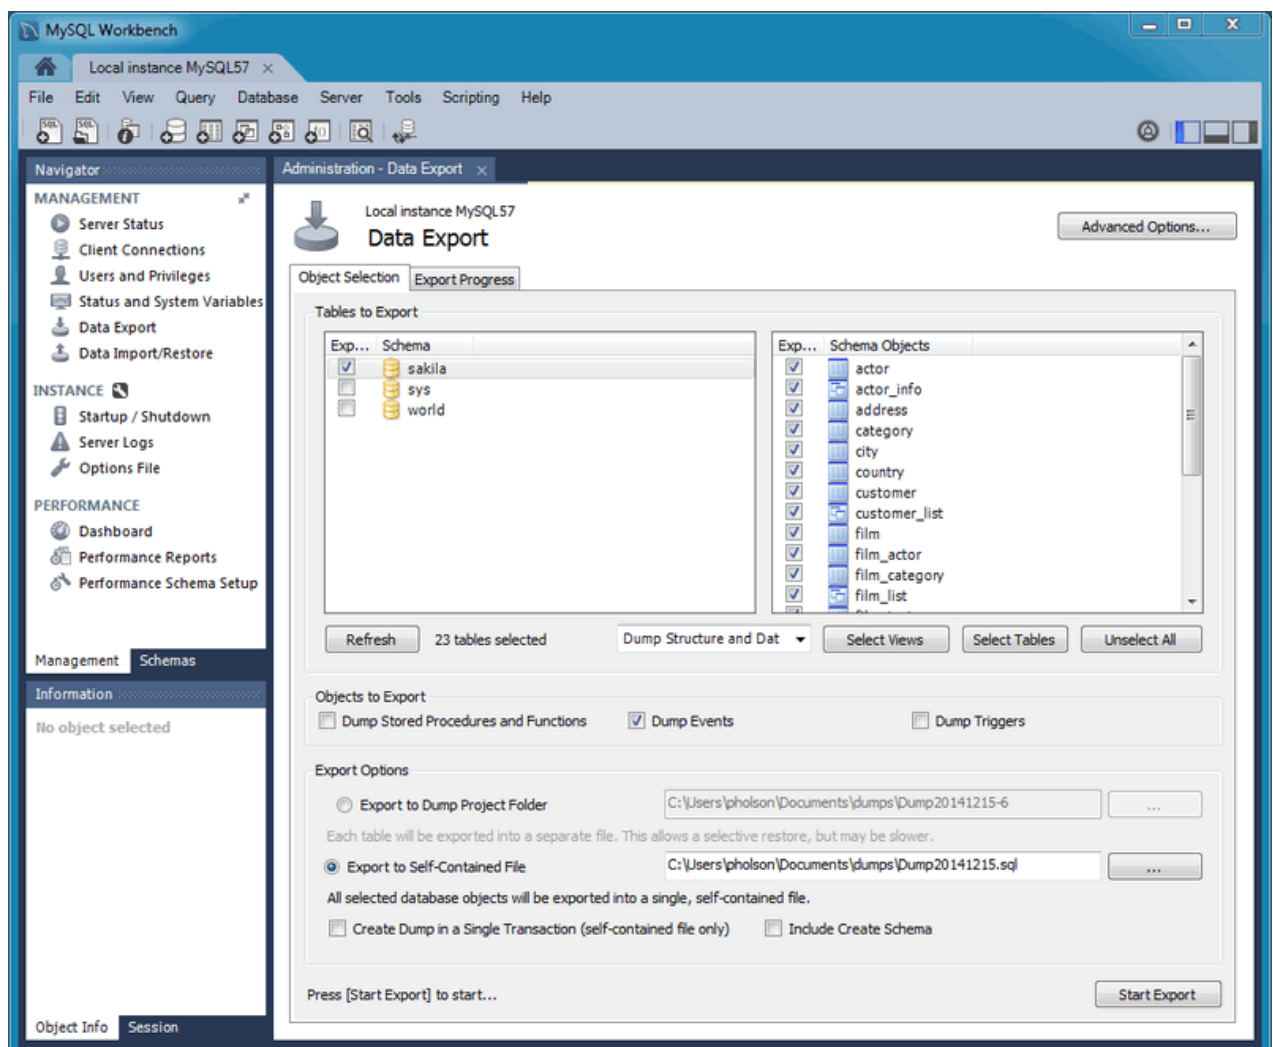 MySQL Workbench
Local instance MySQL57
File Edit View Query Database Server Tools Scripting Help
Navigator
MANAGEMENT
Server Status
Client Connections
Users and Privileges
Status and System Variables
Data Export
Data Import/Restore
INSTANCE
Startup / Shutdown
Server Logs
Options File
PERFORMANCE
Dashboard
Performance Reports
Performance Schema Setup
Management Schemas
Information
No object selected
Object Info Session
Administration - Data Export
Local instance MySQL57
Data Export
Advanced Options...
Object Selection Export Progress
Tables to Export
Exp... Schema
sakila
sys
world
Exp... Schema Objects
actor
actor_info
address
category
city
country
customer
customer_list
film
film_actor
film_category
film_list
Refresh 23 tables selected Dump Structure and Dat Select Views Select Tables Unselect All
Objects to Export
Dump Stored Procedures and Functions Dump Events Dump Triggers
Export Options
Export to Dump Project Folder C:\Users\pholson\Documents\dumps\Dump20141215-6 ...
Each table will be exported into a separate file. This allows a selective restore, but may be slower.
Export to Self-Contained File C:\Users\pholson\Documents\dumps\Dump20141215.sql ...
All selected database objects will be exported into a single, self-contained file.
Create Dump in a Single Transaction (self-contained file only) Include Create Schema
Press [Start Export] to start... Start Export